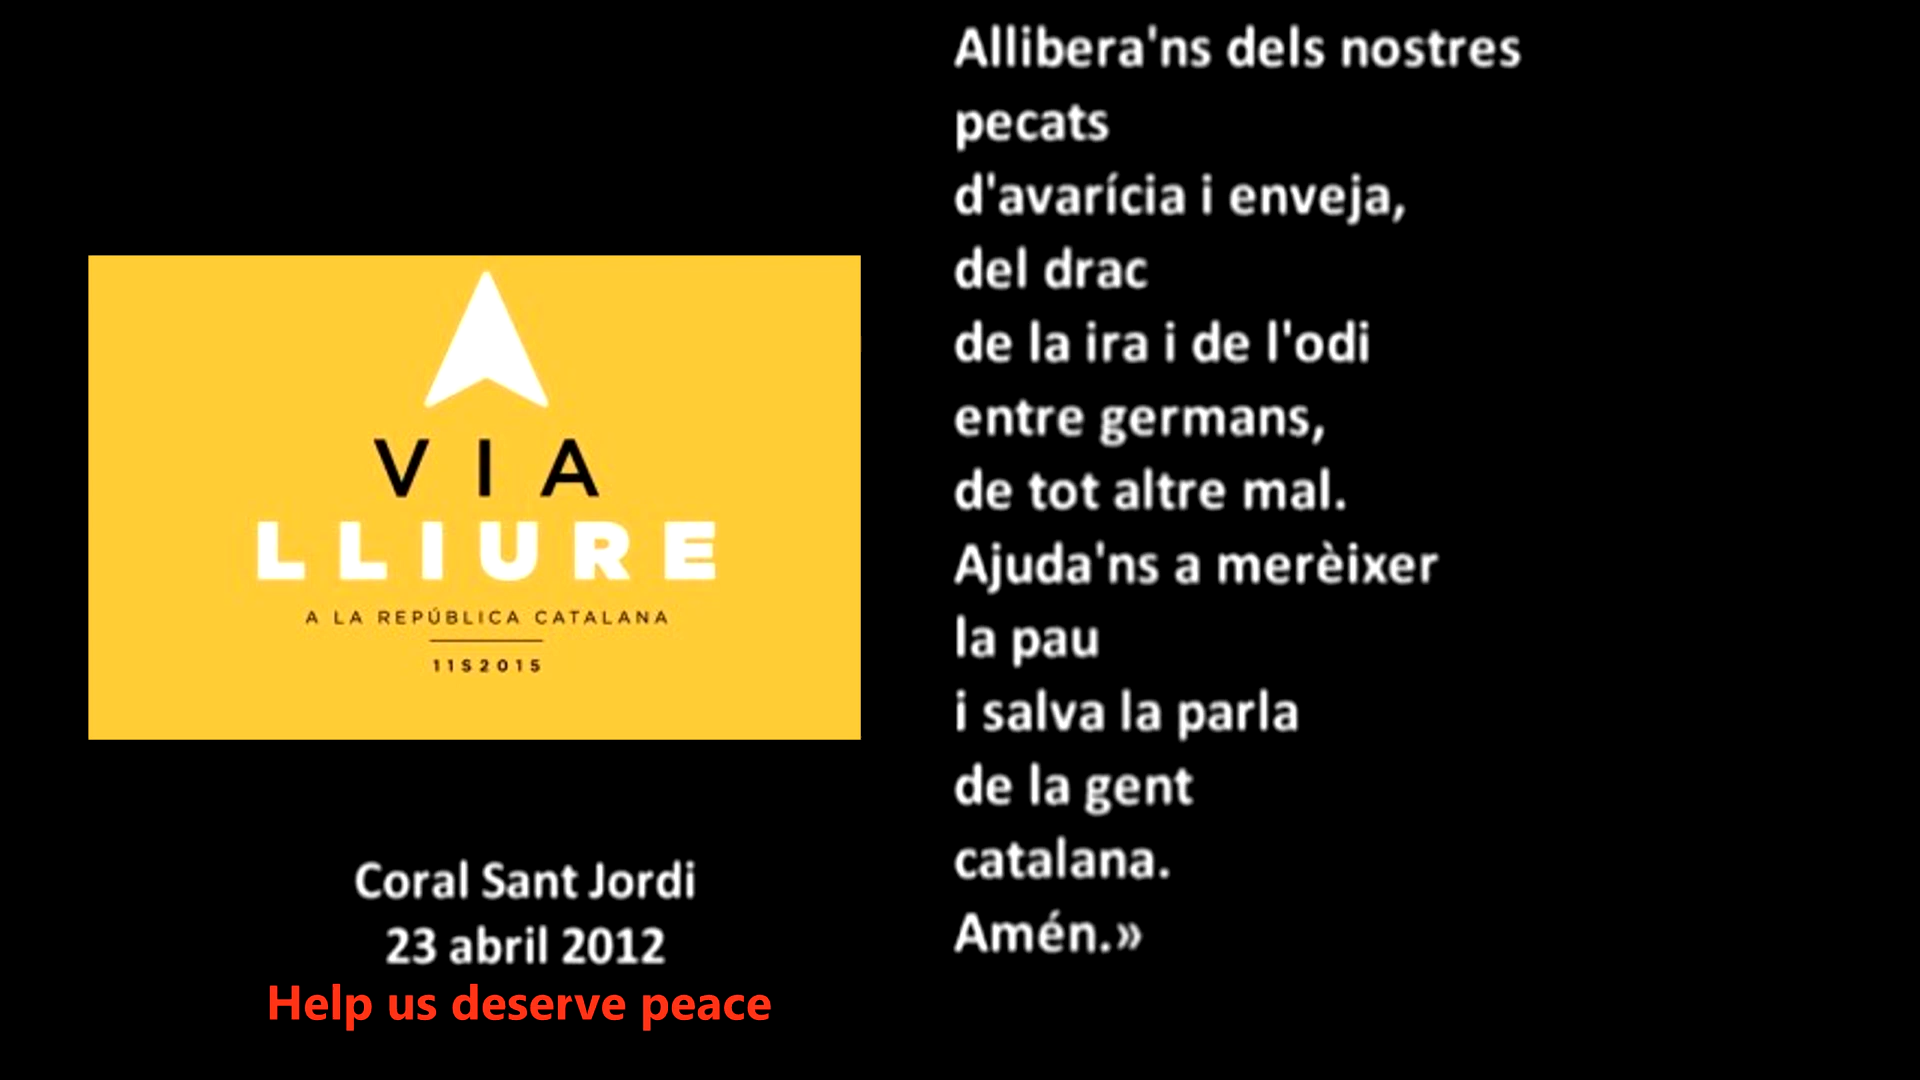 VIA
LLIURE
A LA REPÚBLICA CATALANA
11S2015
Coral Sant Jordi
23 abril 2012
Help us deserve peace
Allibera'ns dels nostres
pecats
d'avarícia i enveja,
del drac
de la ira i de l'odi
entre germans,
de tot altre mal.
Ajuda'ns a merèixer
la pau
i salva la parla
de la gent
catalana.
Amén.»